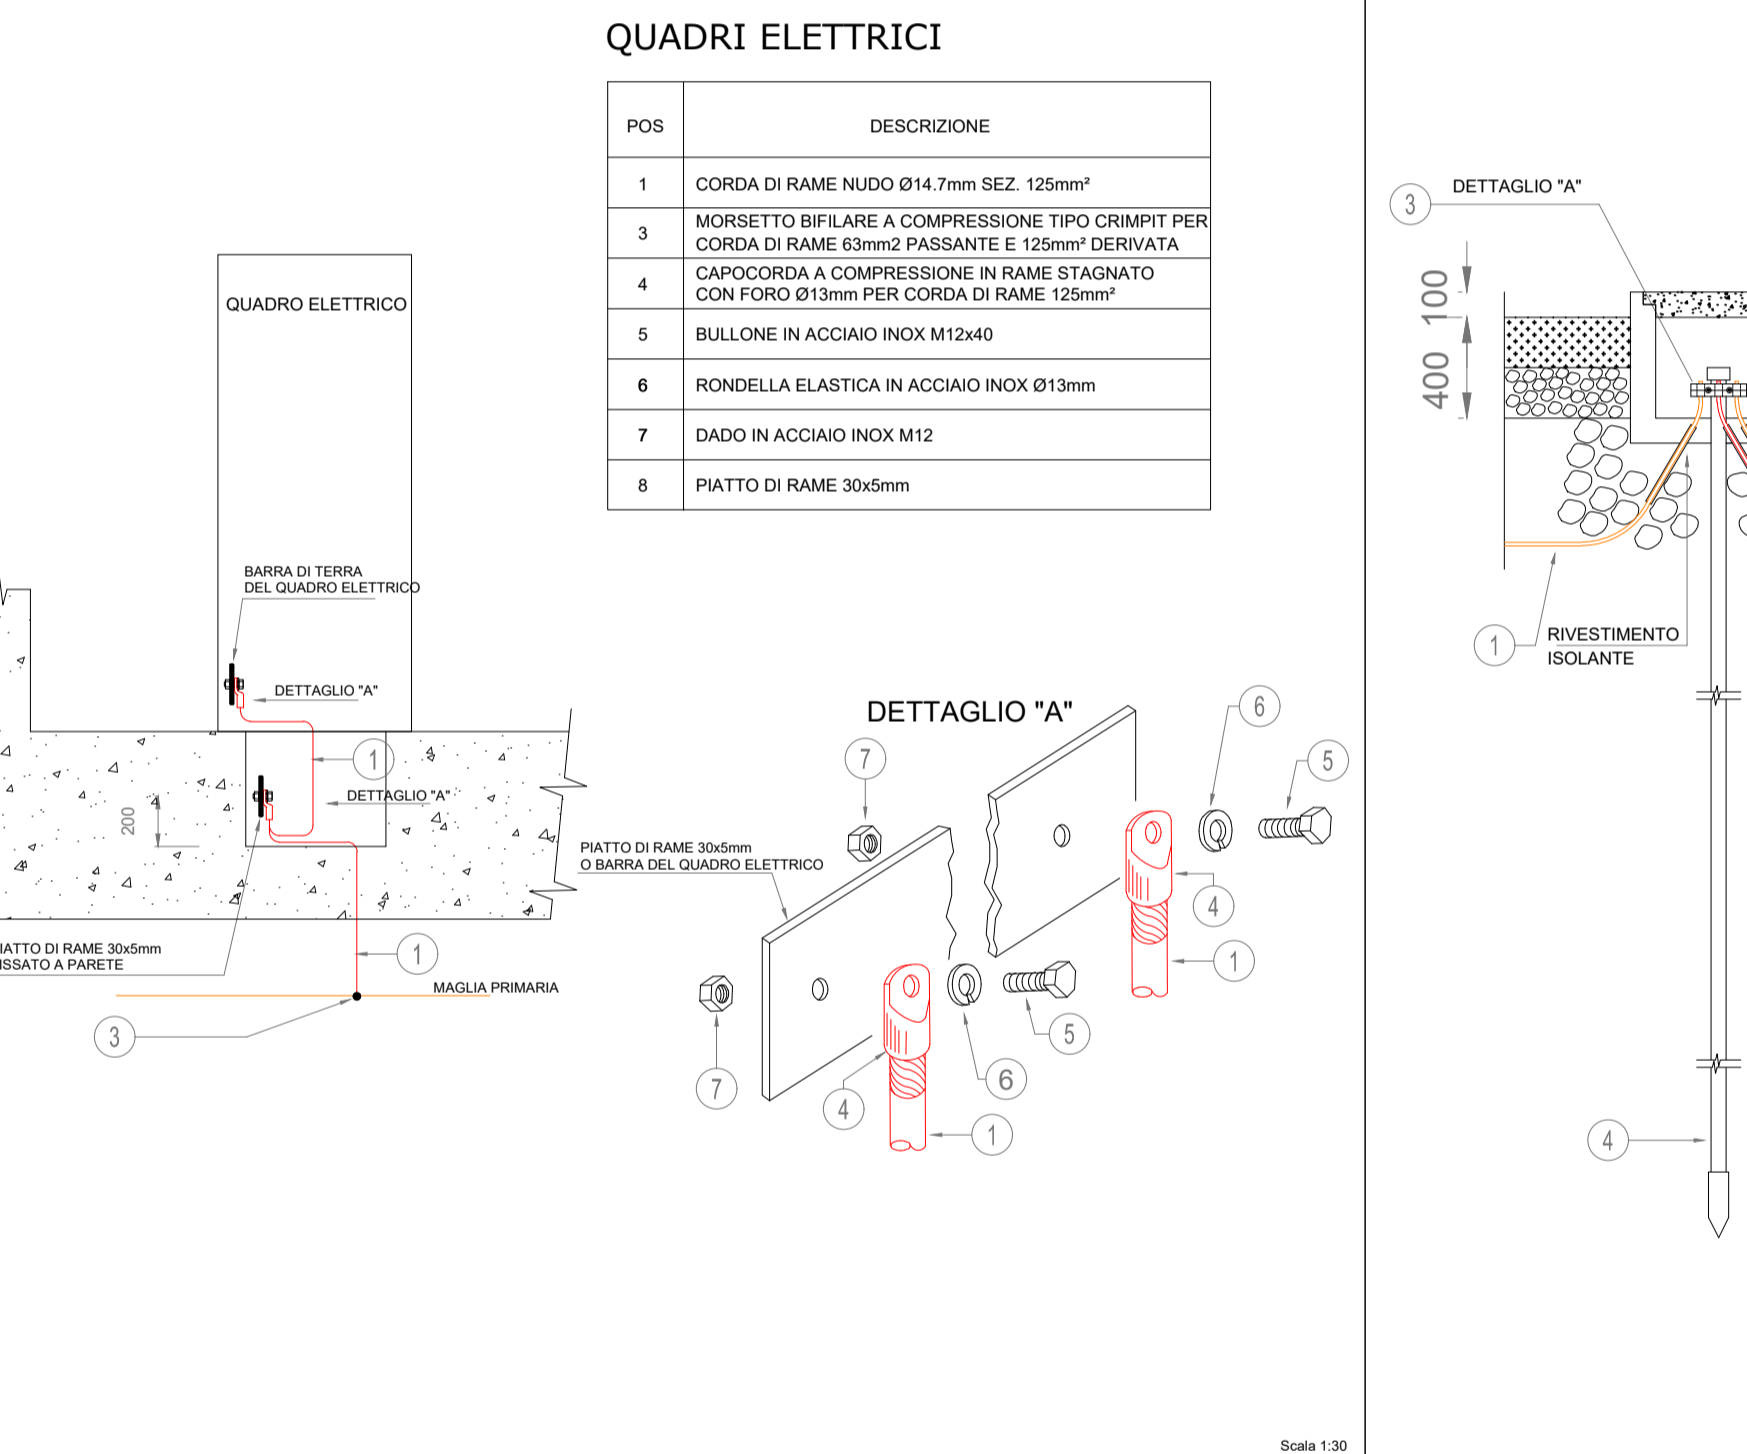 QUADRI ELETTRICI
POS DESCRIZIONE
1 CORDA DI RAME NUDO Ø14.7mm SEZ. 125mm²
3 MORSETTO BIFILARE A COMPRESSIONE TIPO CRIMPIT PER
CORDA DI RAME 63mm2 PASSANTE E 125mm² DERIVATA
4 CAPOCORDA A COMPRESSIONE IN RAME STAGNATO
CON FORO Ø13mm PER CORDA DI RAME 125mm²
5 BULLONE IN ACCIAIO INOX M12x40
6 RONDELLA ELASTICA IN ACCIAIO INOX Ø13mm
7 DADO IN ACCIAIO INOX M12
8 PIATTO DI RAME 30x5mm
QUADRO ELETTRICO
BARRA DI TERRA
DEL QUADRO ELETTRICO
DETTAGLIO "A"
1
DETTAGLIO "A"
200
IATTO DI RAME 30x5mm
ISSATO A PARETE
1
MAGLIA PRIMARIA
3
DETTAGLIO "A"
7
6
5
PIATTO DI RAME 30x5mm
O BARRA DEL QUADRO ELETTRICO
4
1
5
7
6
4
1
DETTAGLIO "A"
3
100
400
1
RIVESTIMENTO
ISOLANTE
4
Scala 1:30